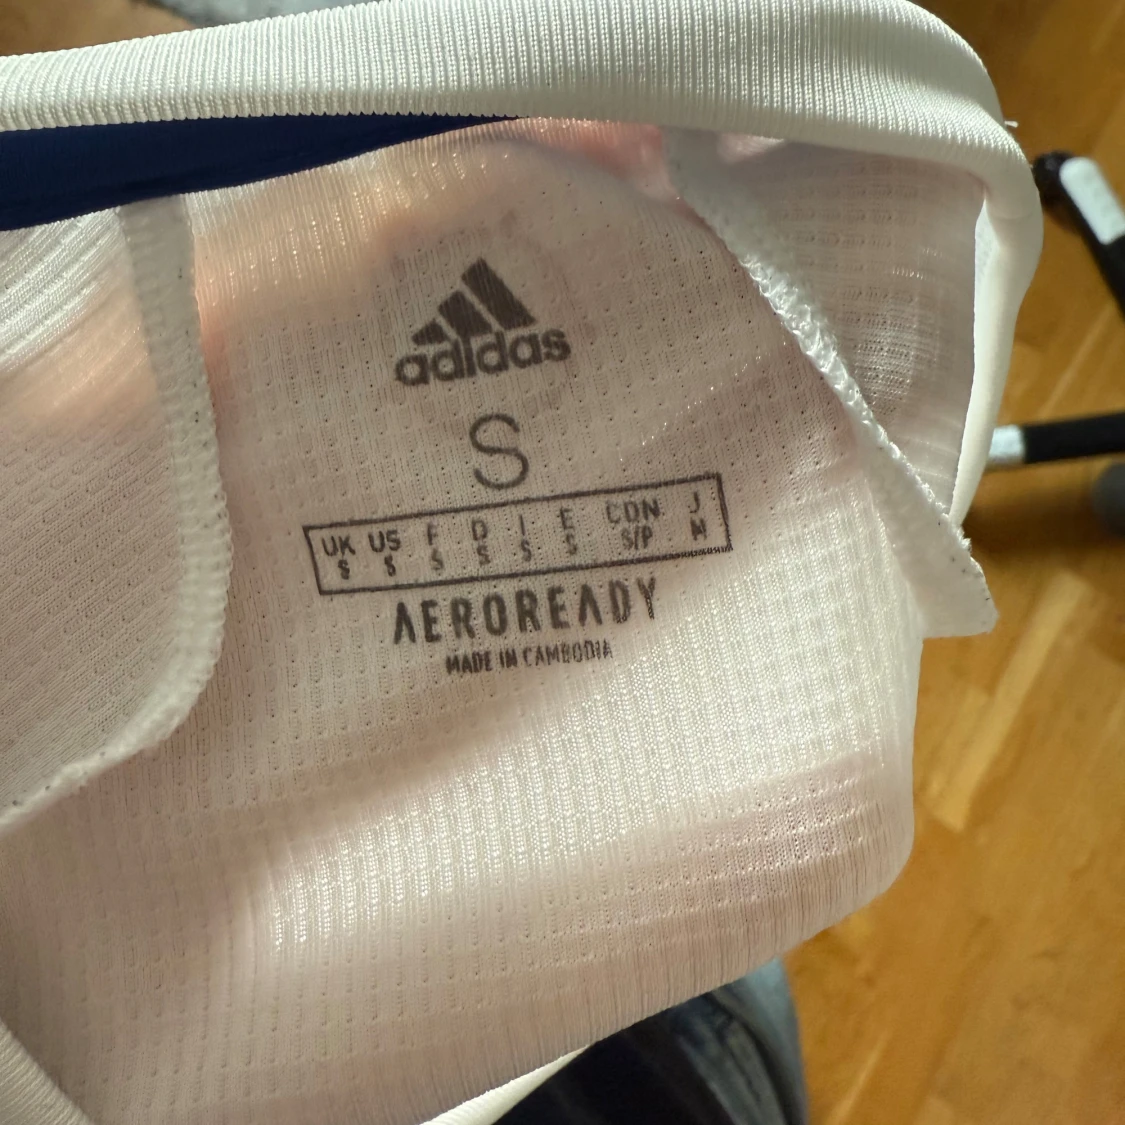 adidas
S
UK US F D I E CDN J
S S S S S S S/P M
AEROREADY
MADE IN CAMBODIA